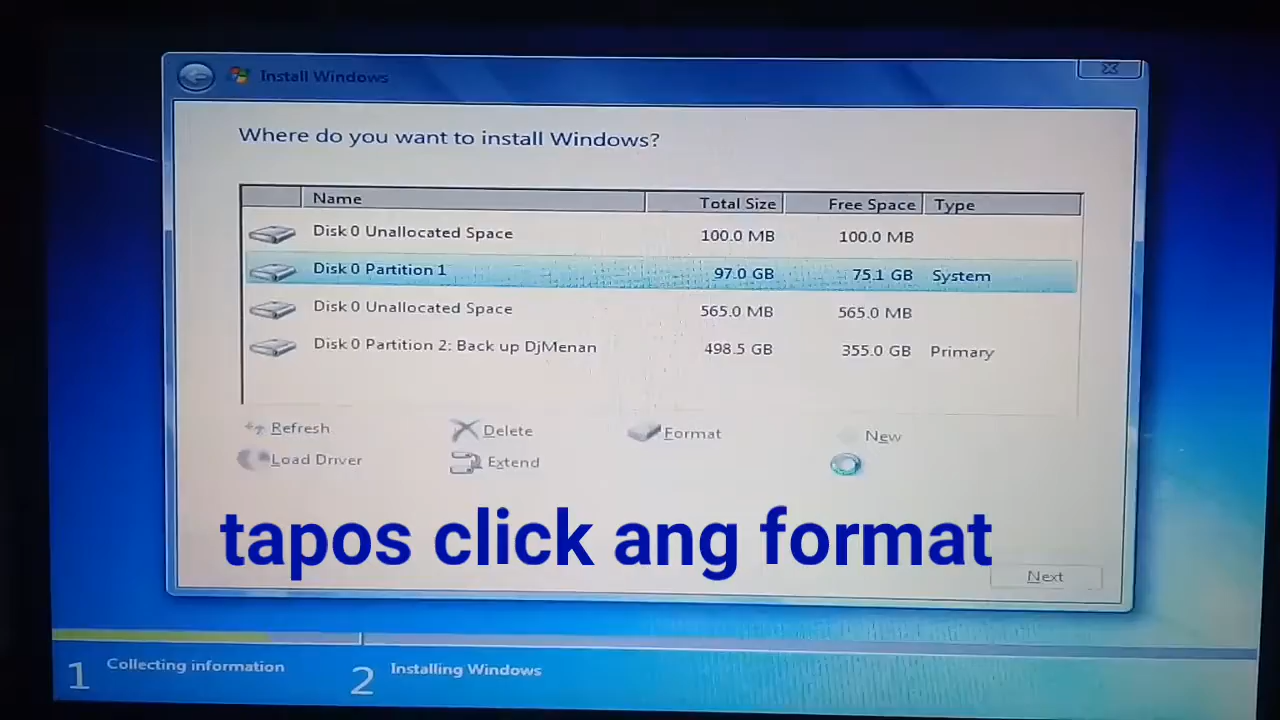 Install Windows
Where do you want to install Windows?
Name Total Size Free Space Type
Disk 0 Unallocated Space 100.0 MB 100.0 MB
Disk 0 Partition 1 97.0 GB 75.1 GB System
Disk 0 Unallocated Space 565.0 MB 565.0 MB
Disk 0 Partition 2: Back up DjMenan 498.5 GB 355.0 GB Primary
Refresh Delete Format New
Load Driver Extend
tapos click ang format
Next
1 Collecting information 2 Installing Windows